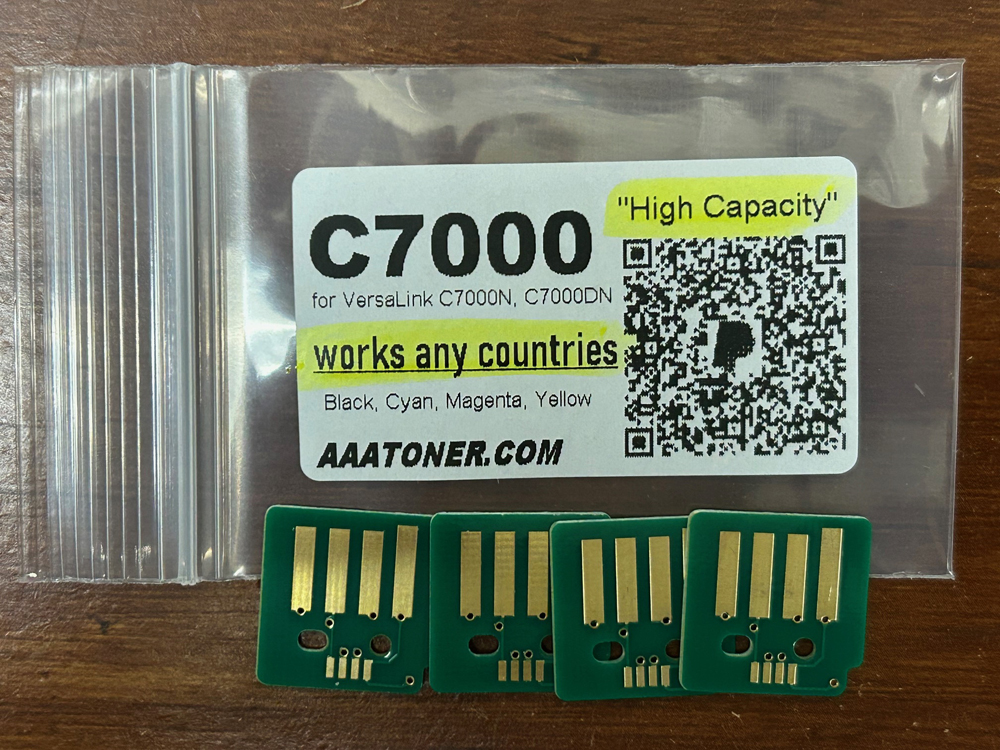 "High Capacity"
C7000
for VersaLink C7000N, C7000DN
works any countries
Black, Cyan, Magenta, Yellow
AAATONER.COM